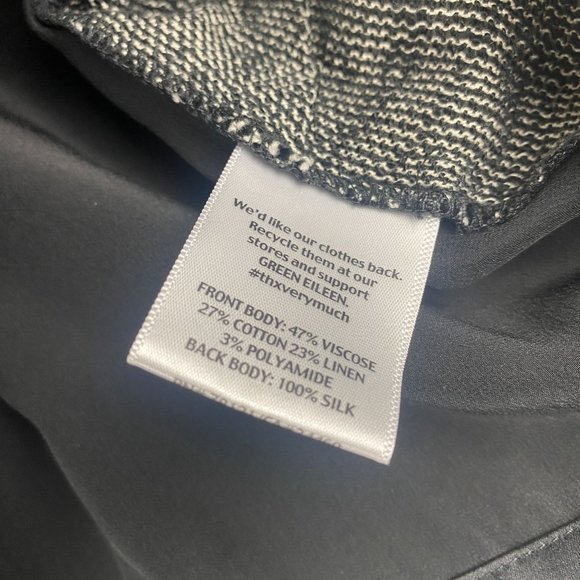 We'd like our clothes back.
Recycle them at our
stores and support
GREEN EILEEN.
#thxverymuch
FRONT BODY: 47% VISCOSE
27% COTTON 23% LINEN
3% POLYAMIDE
BACK BODY: 100% SILK